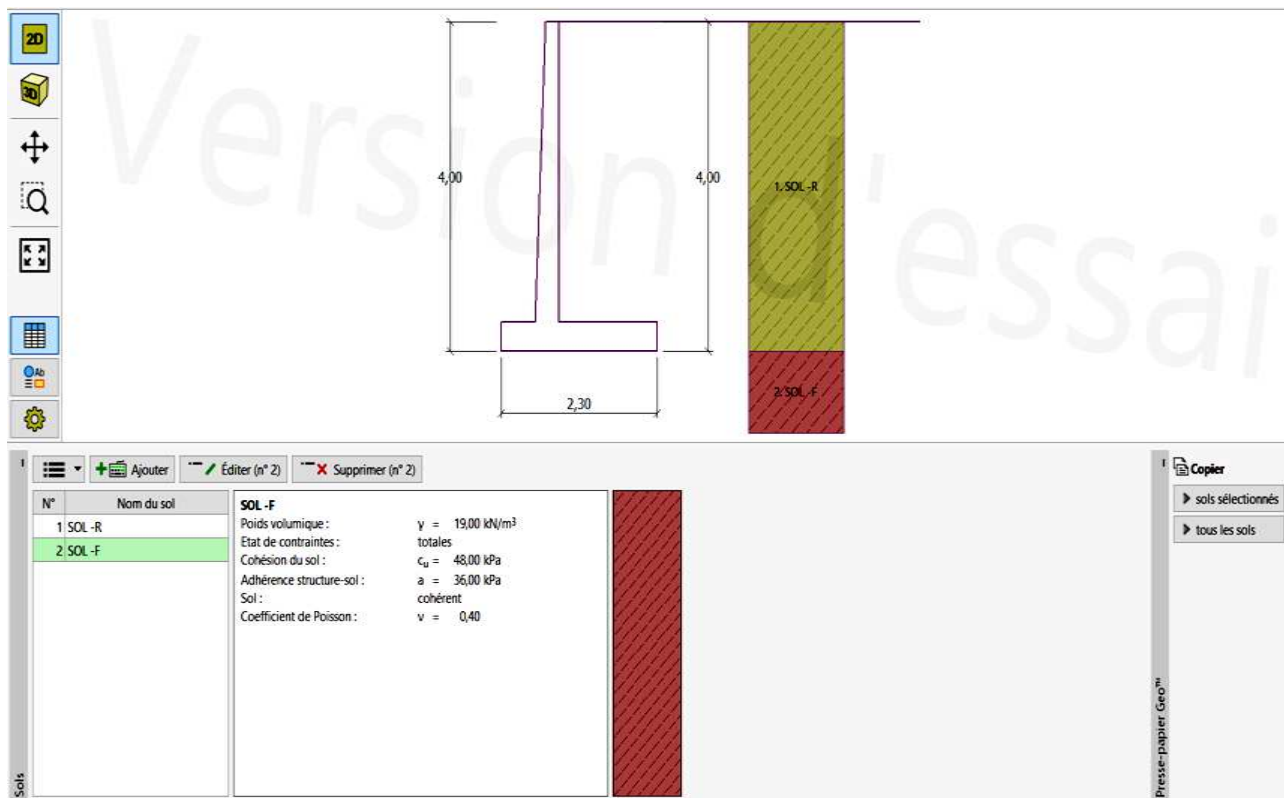 2D
3D
Version d'essai
4,00
4,00
1. SOL -R
2. SOL -F
2,30
Ab
Ajouter
Éditer (n° 2)
Supprimer (n° 2)
N° Nom du sol
1 SOL -R
2 SOL -F
SOL -F
Poids volumique : γ = 19,00 kN/m³
Etat de contraintes : totales
Cohésion du sol : cu = 48,00 kPa
Adhérence structure-sol : a = 36,00 kPa
Sol : cohérent
Coefficient de Poisson : ν = 0,40
Sols
Presse-papier Geo™
Copier
sols sélectionnés
tous les sols